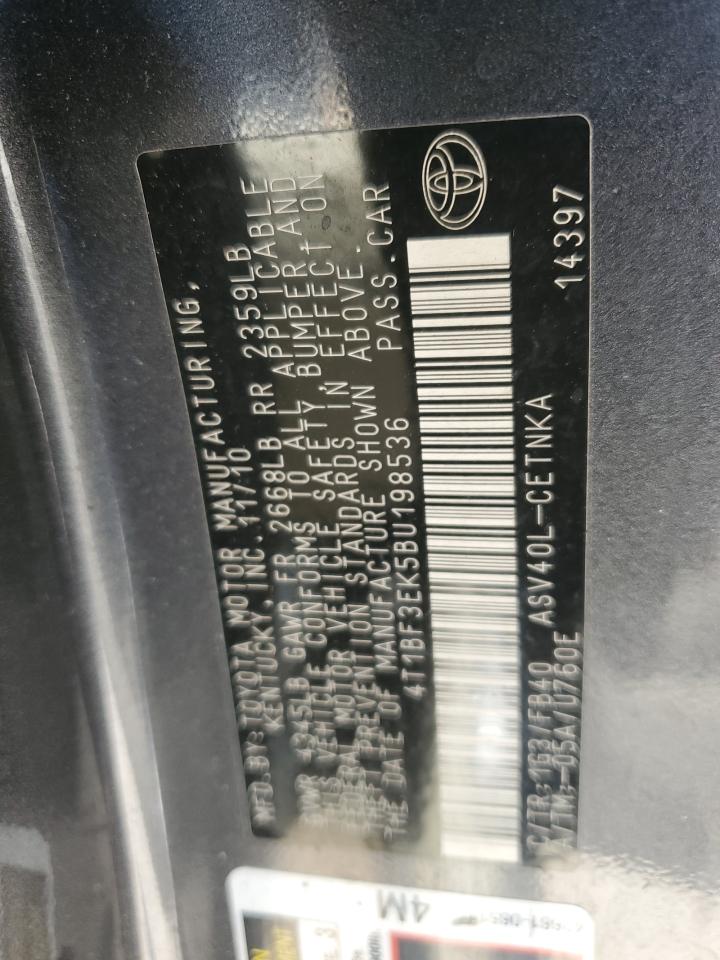 MFD.BY:TOYOTA MOTOR MANUFACTURING,
KENTUCKY,INC.11/10
GVWR 4345LB GAWR FR 2668LB RR 2359LB
THIS VEHICLE CONFORMS TO ALL APPLICABLE
FEDERAL MOTOR VEHICLE SAFETY,BUMPER AND
THEFT PREVENTION STANDARDS IN EFFECT ON
THE DATE OF MANUFACTURE SHOWN ABOVE.
4T1BF3EK5BU198536 PASS.CAR
C/TR:1G3/FB40 ASV40L-CETNKA
A/TM:-05A/U760E 14397
4M